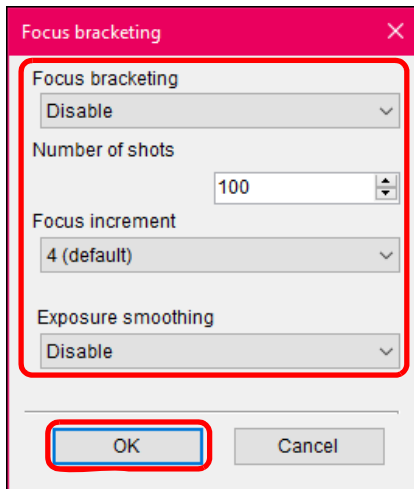 Focus bracketing
Focus bracketing
Disable
Number of shots
100
Focus increment
4 (default)
Exposure smoothing
Disable
OK Cancel